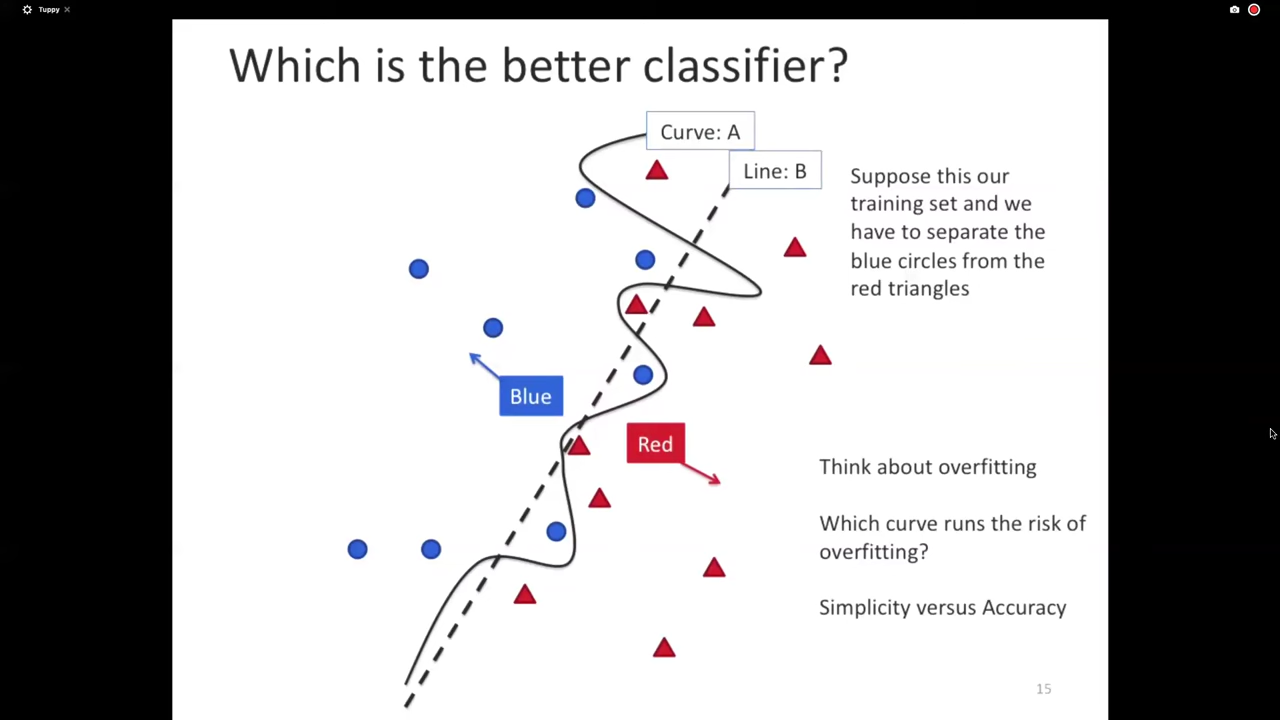 Tuppy
Which is the better classifier?
Curve: A
Line: B
Suppose this our
training set and we
have to separate the
blue circles from the
red triangles
Blue
Red
Think about overfitting
Which curve runs the risk of
overfitting?
Simplicity versus Accuracy
15